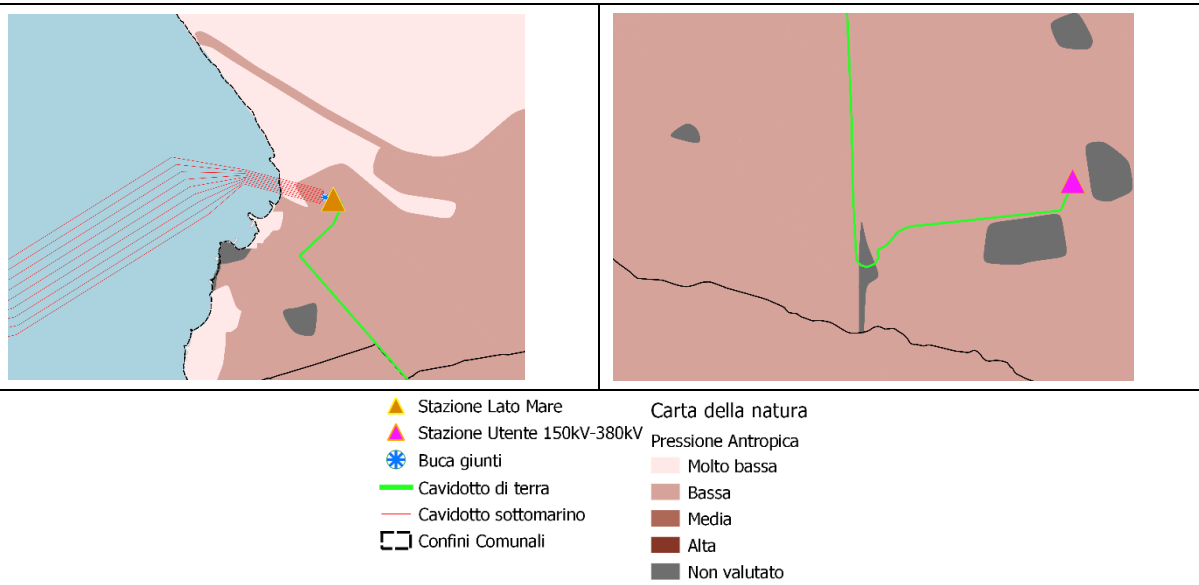 Stazione Lato Mare
Stazione Utente 150kV-380kV
Buca giunti
Cavidotto di terra
Cavidotto sottomarino
Confini Comunali
Carta della natura
Pressione Antropica
Molto bassa
Bassa
Media
Alta
Non valutato